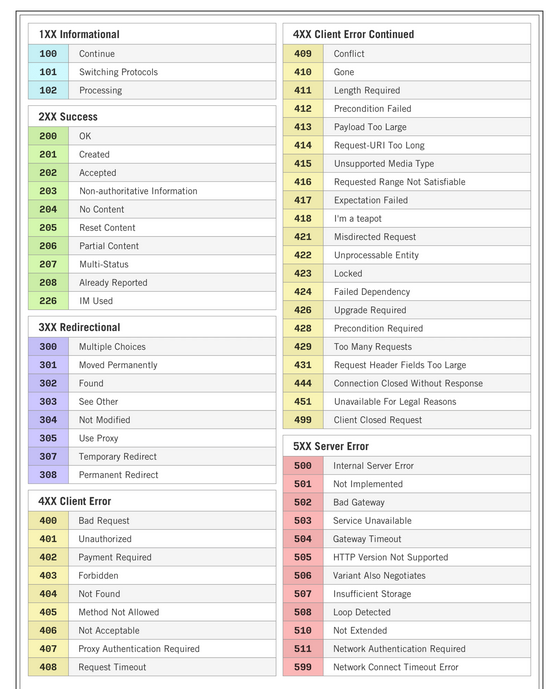 1XX Informational
100 Continue
101 Switching Protocols
102 Processing
2XX Success
200 OK
201 Created
202 Accepted
203 Non-authoritative Information
204 No Content
205 Reset Content
206 Partial Content
207 Multi-Status
208 Already Reported
226 IM Used
3XX Redirectional
300 Multiple Choices
301 Moved Permanently
302 Found
303 See Other
304 Not Modified
305 Use Proxy
307 Temporary Redirect
308 Permanent Redirect
4XX Client Error
400 Bad Request
401 Unauthorized
402 Payment Required
403 Forbidden
404 Not Found
405 Method Not Allowed
406 Not Acceptable
407 Proxy Authentication Required
408 Request Timeout
4XX Client Error Continued
409 Conflict
410 Gone
411 Length Required
412 Precondition Failed
413 Payload Too Large
414 Request-URI Too Long
415 Unsupported Media Type
416 Requested Range Not Satisfiable
417 Expectation Failed
418 I'm a teapot
421 Misdirected Request
422 Unprocessable Entity
423 Locked
424 Failed Dependency
426 Upgrade Required
428 Precondition Required
429 Too Many Requests
431 Request Header Fields Too Large
444 Connection Closed Without Response
451 Unavailable For Legal Reasons
499 Client Closed Request
5XX Server Error
500 Internal Server Error
501 Not Implemented
502 Bad Gateway
503 Service Unavailable
504 Gateway Timeout
505 HTTP Version Not Supported
506 Variant Also Negotiates
507 Insufficient Storage
508 Loop Detected
510 Not Extended
511 Network Authentication Required
599 Network Connect Timeout Error